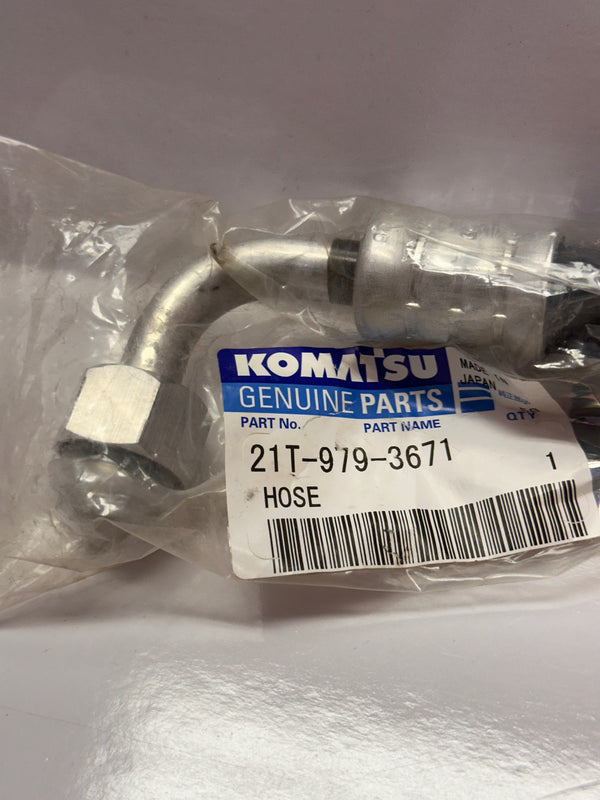 KOMATSU
GENUINE PARTS
MADE IN
JAPAN
PART No. PART NAME QTY
21T-979-3671 1
HOSE